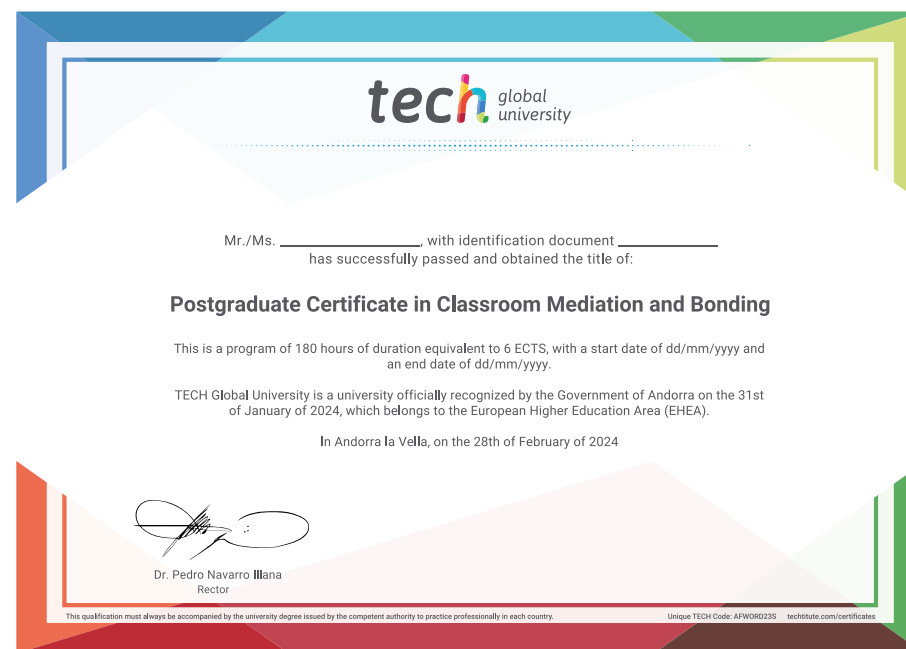 tech global
university
Mr./Ms. ____________, with identification document ____________
has successfully passed and obtained the title of:
Postgraduate Certificate in Classroom Mediation and Bonding
This is a program of 180 hours of duration equivalent to 6 ECTS, with a start date of dd/mm/yyyy and
an end date of dd/mm/yyyy.
TECH Global University is a university officially recognized by the Government of Andorra on the 31st
of January of 2024, which belongs to the European Higher Education Area (EHEA).
In Andorra la Vella, on the 28th of February of 2024
Dr. Pedro Navarro Illana
Rector
This qualification must always be accompanied by the university degree issued by the competent authority to practice professionally in each country.
Unique TECH Code: AFWORD23S techtitute.com/certificates